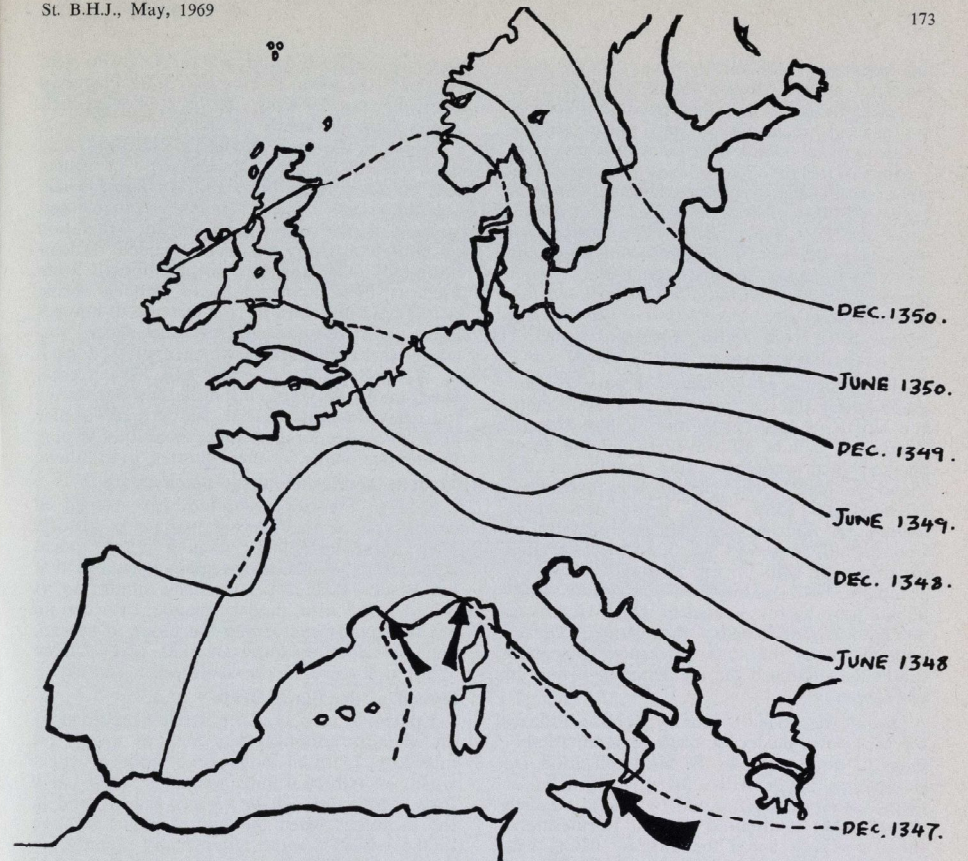 St. B.H.J., May, 1969
173
DEC. 1350.
JUNE 1350.
DEC. 1349.
JUNE 1349.
DEC. 1348.
JUNE 1348
DEC. 1347.